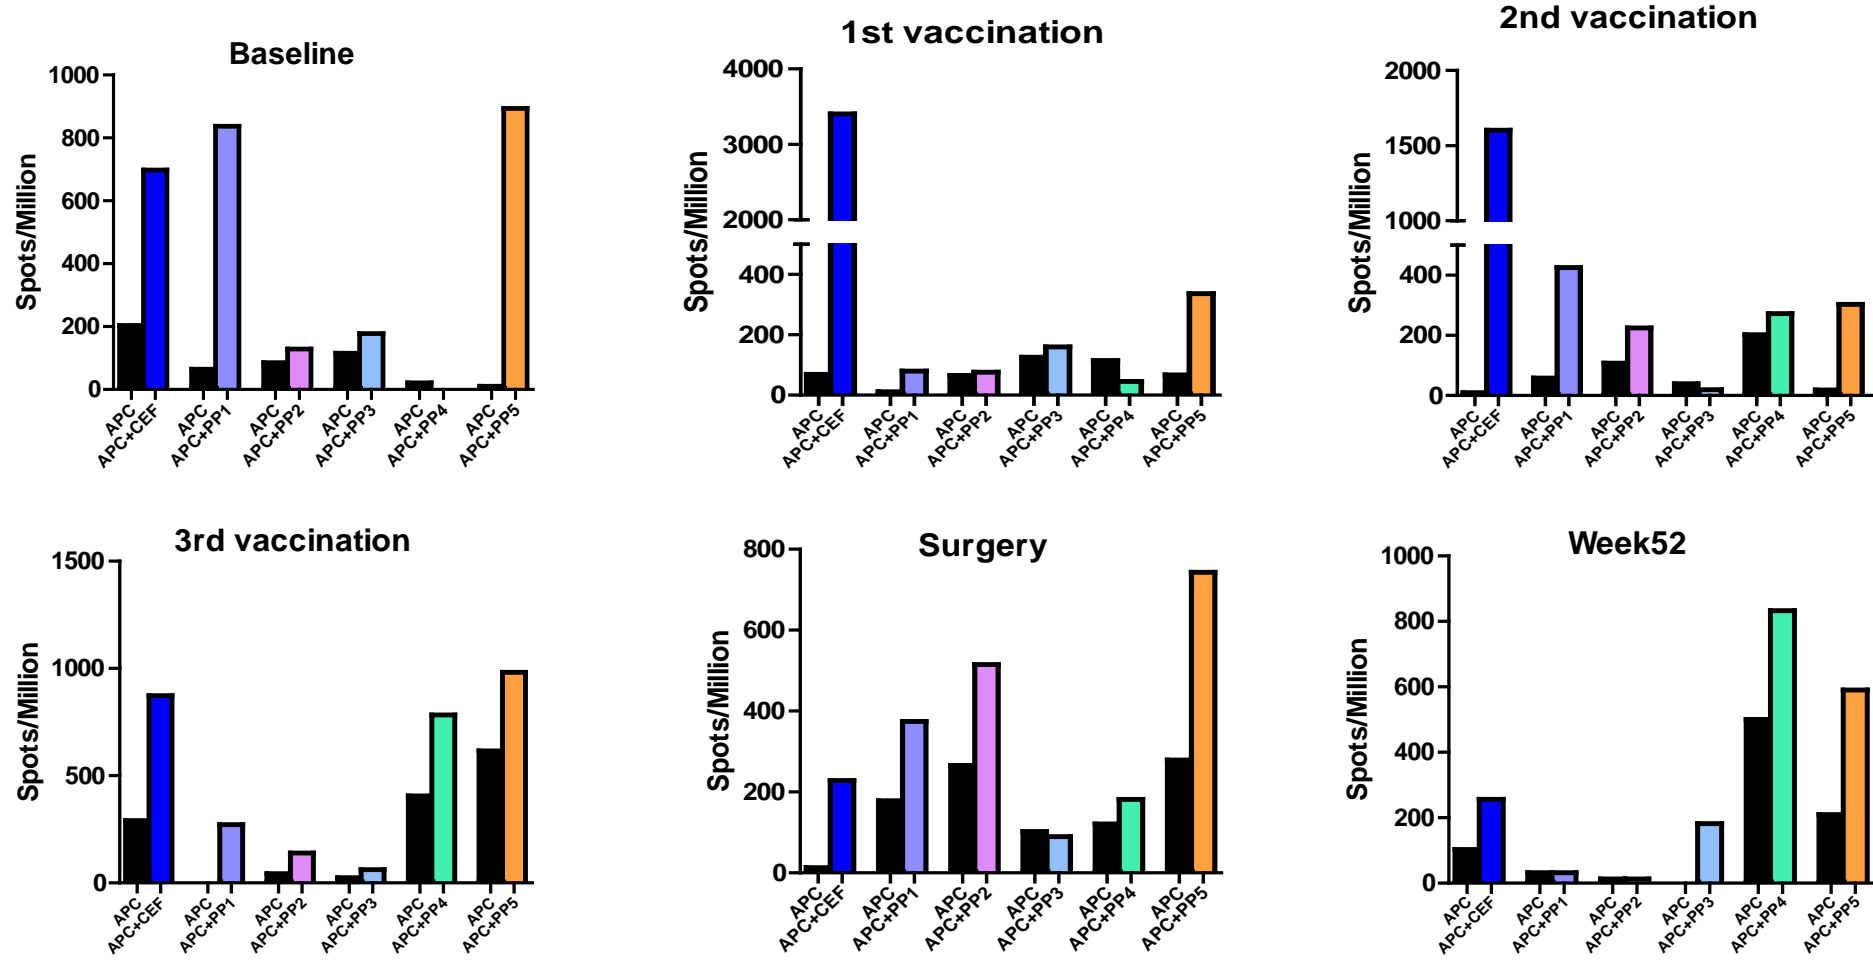 Baseline
Spots/Million
1000
800
600
400
200
0
APC
APC+CEF
APC
APC+PP1
APC
APC+PP2
APC
APC+PP3
APC
APC+PP4
APC
APC+PP5
1st vaccination
Spots/Million
4000
3000
2000
400
200
0
APC
APC+CEF
APC
APC+PP1
APC
APC+PP2
APC
APC+PP3
APC
APC+PP4
APC
APC+PP5
2nd vaccination
Spots/Million
2000
1500
1000
400
200
0
APC
APC+CEF
APC
APC+PP1
APC
APC+PP2
APC
APC+PP3
APC
APC+PP4
APC
APC+PP5
3rd vaccination
Spots/Million
1500
1000
500
0
APC
APC+CEF
APC
APC+PP1
APC
APC+PP2
APC
APC+PP3
APC
APC+PP4
APC
APC+PP5
Surgery
Spots/Million
800
600
400
200
0
APC
APC+CEF
APC
APC+PP1
APC
APC+PP2
APC
APC+PP3
APC
APC+PP4
APC
APC+PP5
Week52
Spots/Million
1000
800
600
400
200
0
APC
APC+CEF
APC
APC+PP1
APC
APC+PP2
APC
APC+PP3
APC
APC+PP4
APC
APC+PP5